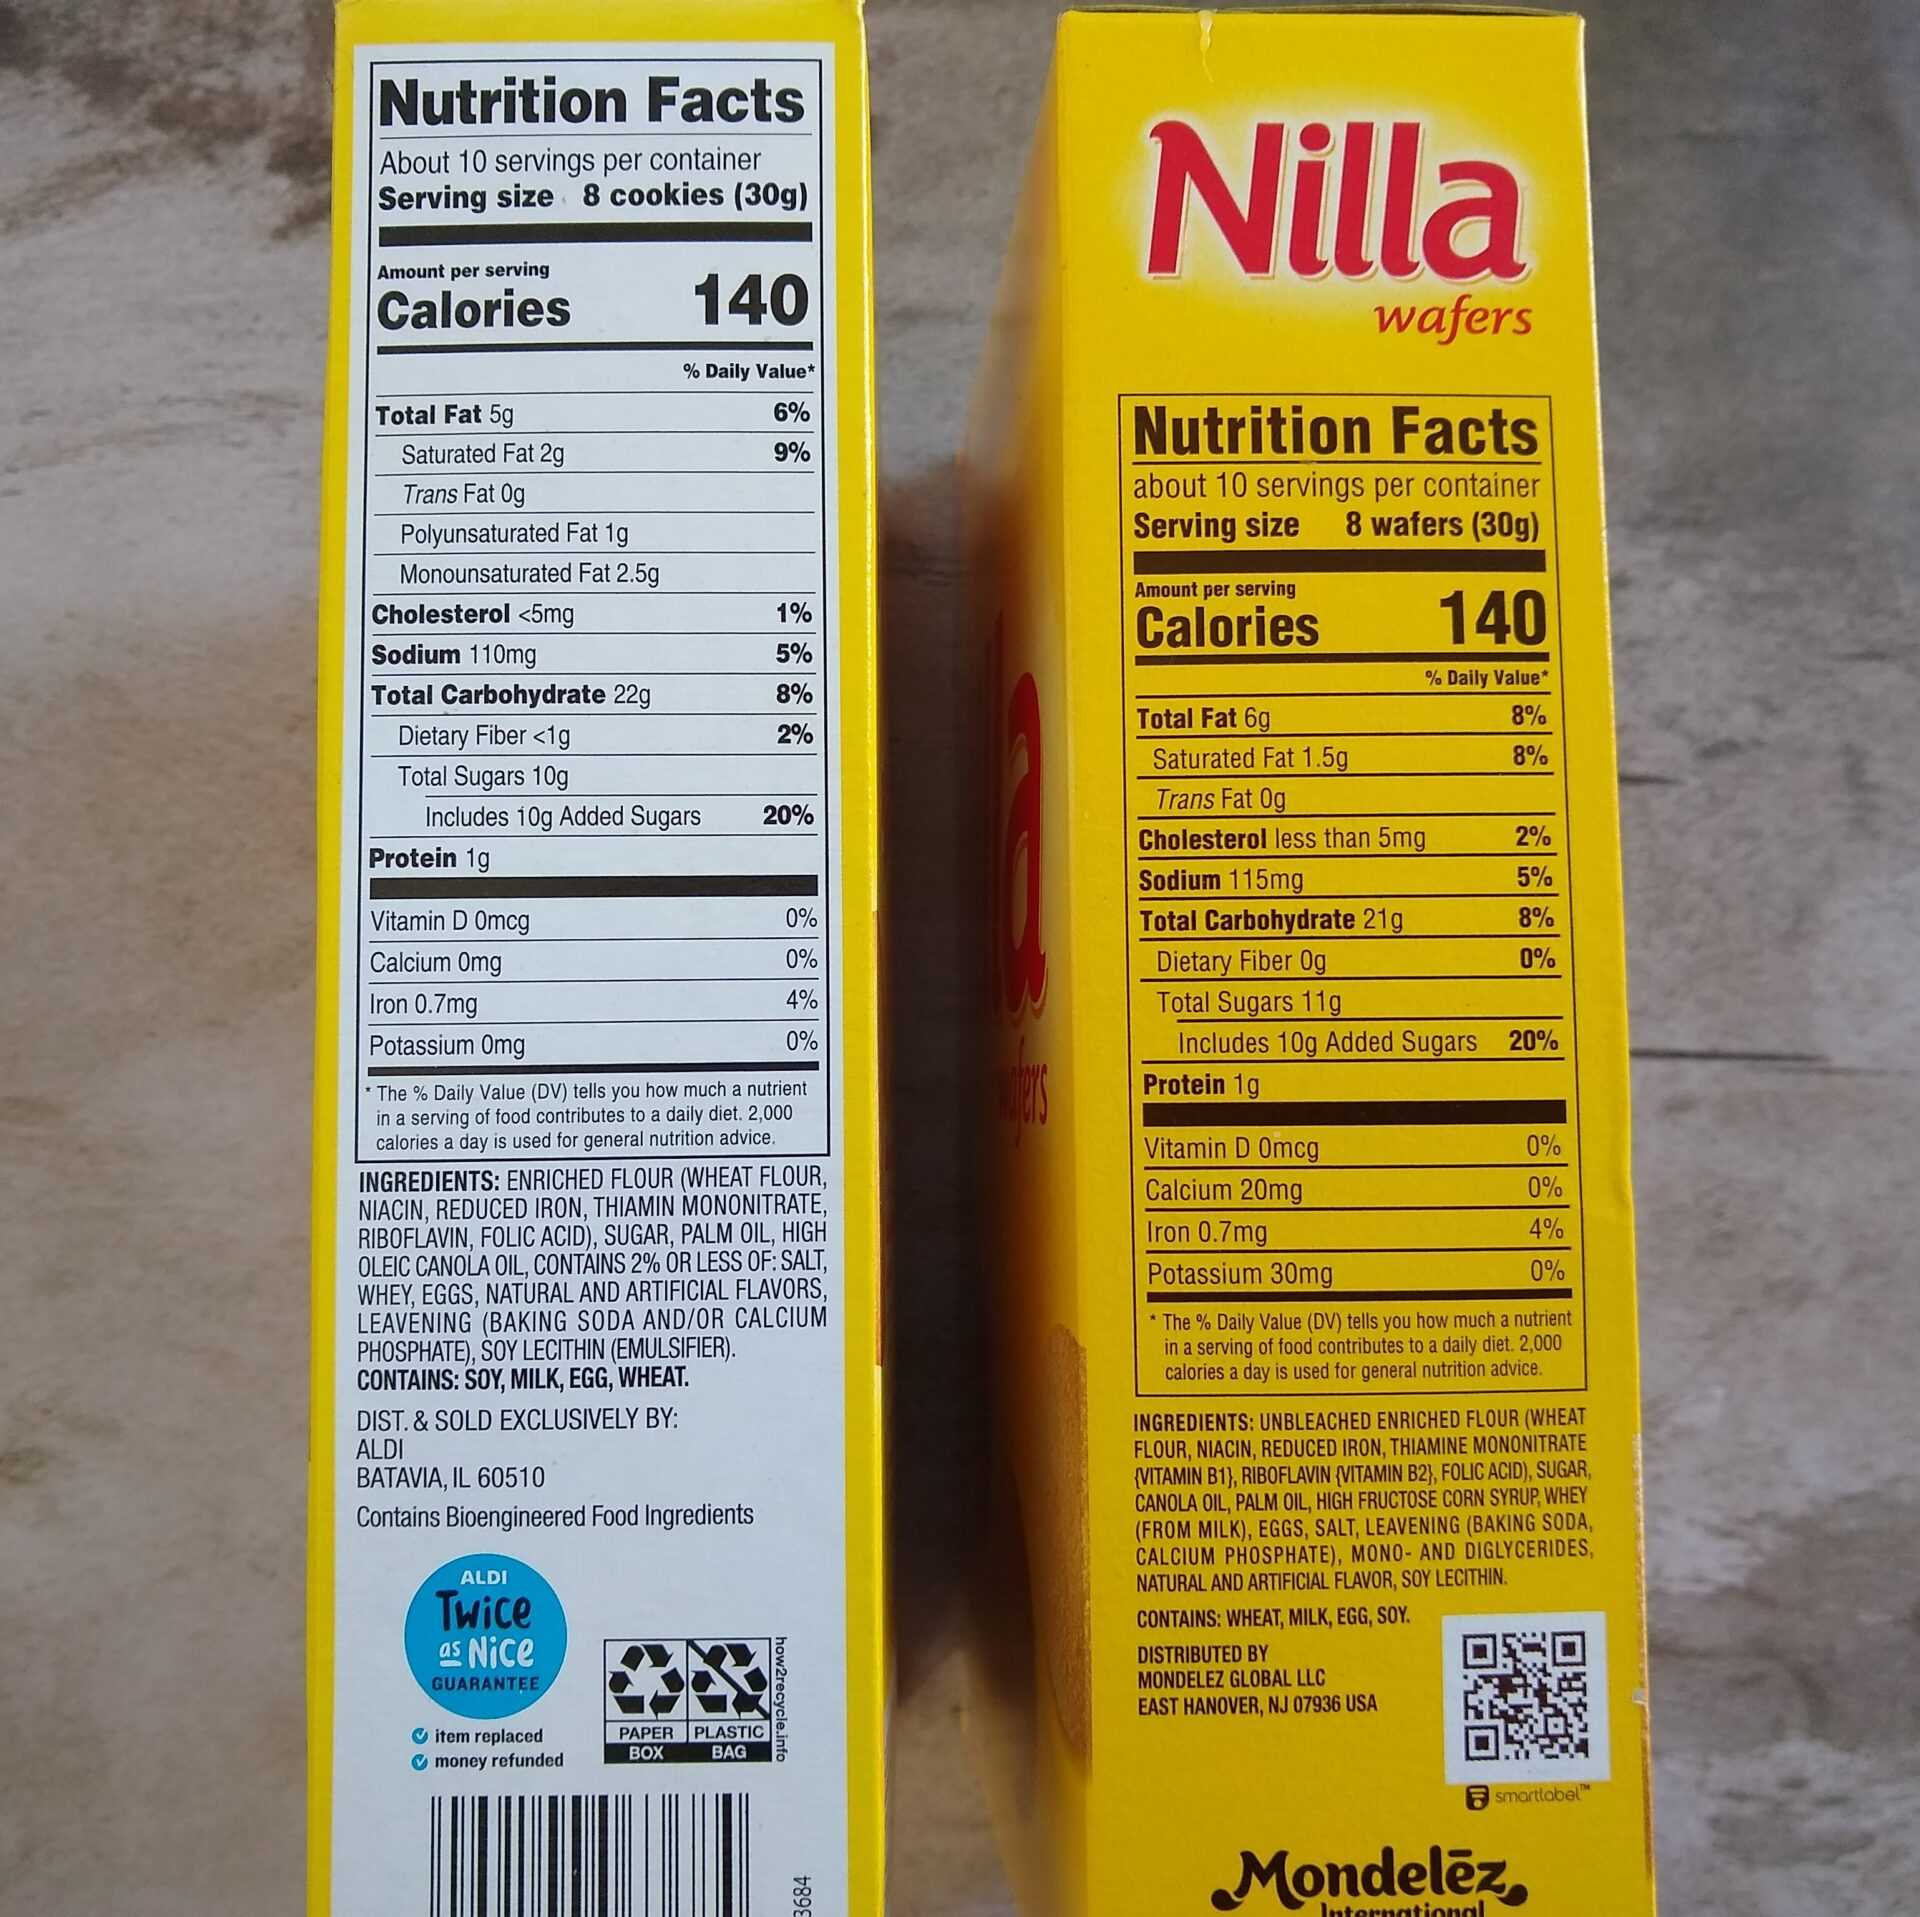 Nutrition Facts
About 10 servings per container
Serving size 8 cookies (30g)
Amount per serving
Calories 140
% Daily Value*
Total Fat 5g 6%
Saturated Fat 2g 9%
Trans Fat 0g
Polyunsaturated Fat 1g
Monounsaturated Fat 2.5g
Cholesterol <5mg 1%
Sodium 110mg 5%
Total Carbohydrate 22g 8%
Dietary Fiber <1g 2%
Total Sugars 10g
Includes 10g Added Sugars 20%
Protein 1g
Vitamin D 0mcg 0%
Calcium 0mg 0%
Iron 0.7mg 4%
Potassium 0mg 0%
* The % Daily Value (DV) tells you how much a nutrient
in a serving of food contributes to a daily diet. 2,000
calories a day is used for general nutrition advice.
INGREDIENTS: ENRICHED FLOUR (WHEAT FLOUR,
NIACIN, REDUCED IRON, THIAMIN MONONITRATE,
RIBOFLAVIN, FOLIC ACID), SUGAR, PALM OIL, HIGH
OLEIC CANOLA OIL, CONTAINS 2% OR LESS OF: SALT,
WHEY, EGGS, NATURAL AND ARTIFICIAL FLAVORS,
LEAVENING (BAKING SODA AND/OR CALCIUM
PHOSPHATE), SOY LECITHIN (EMULSIFIER).
CONTAINS: SOY, MILK, EGG, WHEAT.
DIST. & SOLD EXCLUSIVELY BY:
ALDI
BATAVIA, IL 60510
Contains Bioengineered Food Ingredients
ALDI
Twice
as Nice
GUARANTEE
item replaced
money refunded
PAPER PLASTIC
BOX BAG
how2recycle.info
3684
Nilla
wafers
Nutrition Facts
about 10 servings per container
Serving size 8 wafers (30g)
Amount per serving
Calories 140
% Daily Value*
Total Fat 6g 8%
Saturated Fat 1.5g 8%
Trans Fat 0g
Cholesterol less than 5mg 2%
Sodium 115mg 5%
Total Carbohydrate 21g 8%
Dietary Fiber 0g 0%
Total Sugars 11g
Includes 10g Added Sugars 20%
Protein 1g
Vitamin D 0mcg 0%
Calcium 20mg 0%
Iron 0.7mg 4%
Potassium 30mg 0%
* The % Daily Value (DV) tells you how much a nutrient
in a serving of food contributes to a daily diet. 2,000
calories a day is used for general nutrition advice.
INGREDIENTS: UNBLEACHED ENRICHED FLOUR (WHEAT
FLOUR, NIACIN, REDUCED IRON, THIAMINE MONONITRATE
{VITAMIN B1}, RIBOFLAVIN {VITAMIN B2}, FOLIC ACID), SUGAR,
CANOLA OIL, PALM OIL, HIGH FRUCTOSE CORN SYRUP, WHEY
(FROM MILK), EGGS, SALT, LEAVENING (BAKING SODA,
CALCIUM PHOSPHATE), MONO- AND DIGLYCERIDES,
NATURAL AND ARTIFICIAL FLAVOR, SOY LECITHIN.
CONTAINS: WHEAT, MILK, EGG, SOY.
DISTRIBUTED BY
MONDELEZ GLOBAL LLC
EAST HANOVER, NJ 07936 USA
smartlabel™
Mondelēz
International